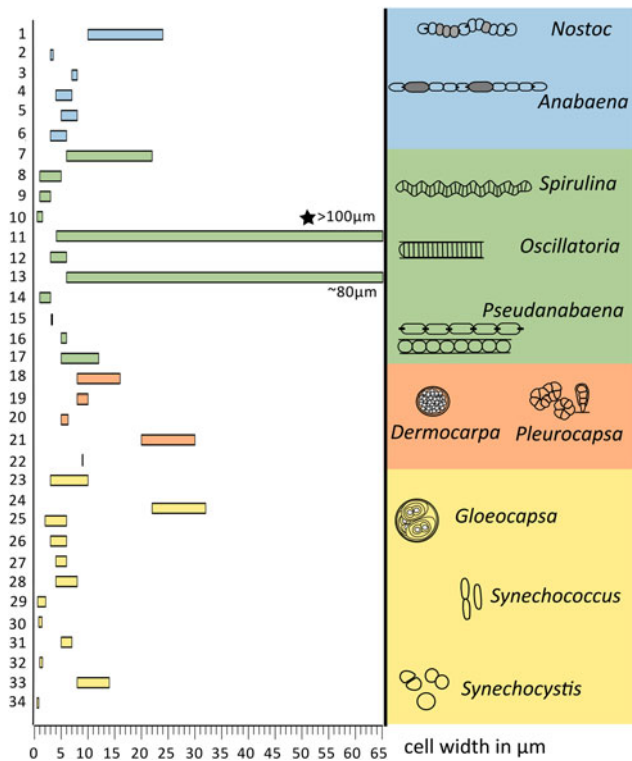 1
2
3
4
5
6
7
8
9
10
11
12
13
14
15
16
17
18
19
20
21
22
23
24
25
26
27
28
29
30
31
32
33
34
>100µm
~80µm
0 5 10 15 20 25 30 35 40 45 50 55 60 65
cell width in µm
Nostoc
Anabaena
Spirulina
Oscillatoria
Pseudanabaena
Dermocarpa Pleurocapsa
Gloeocapsa
Synechococcus
Synechocystis